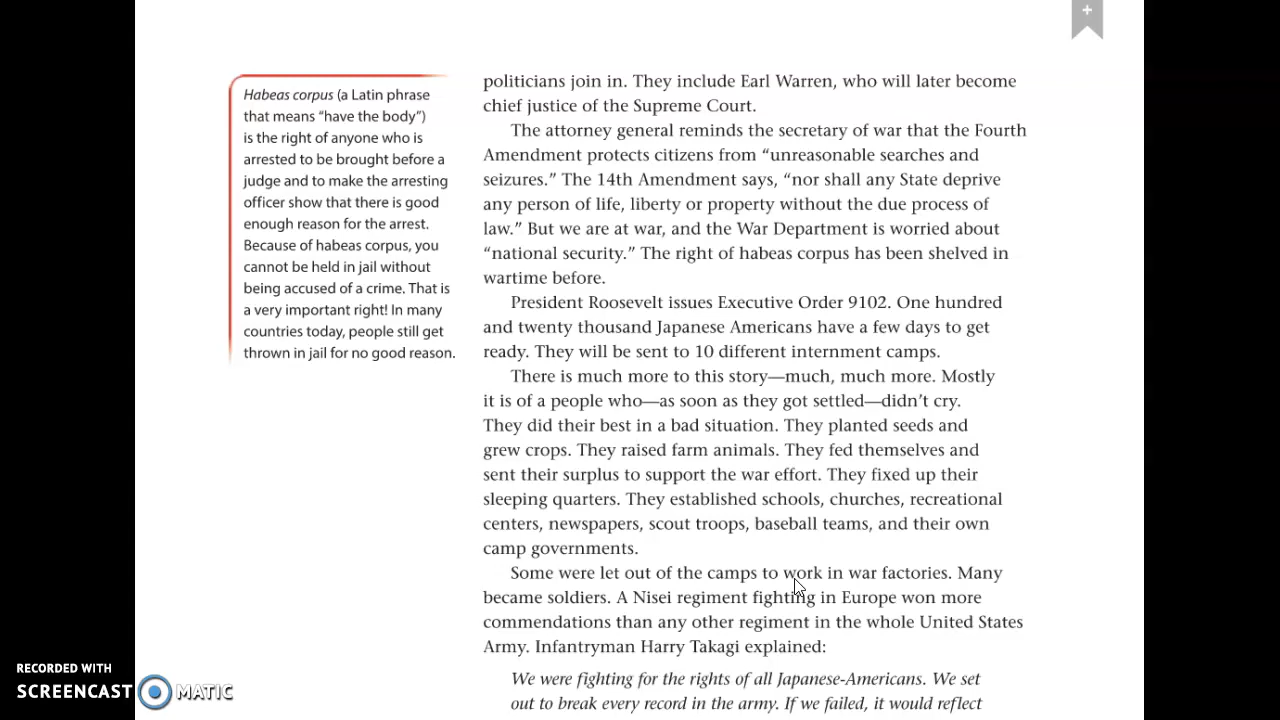 Habeas corpus (a Latin phrase
that means “have the body”)
is the right of anyone who is
arrested to be brought before a
judge and to make the arresting
officer show that there is good
enough reason for the arrest.
Because of habeas corpus, you
cannot be held in jail without
being accused of a crime. That is
a very important right! In many
countries today, people still get
thrown in jail for no good reason.
politicians join in. They include Earl Warren, who will later become
chief justice of the Supreme Court.
The attorney general reminds the secretary of war that the Fourth
Amendment protects citizens from “unreasonable searches and
seizures.” The 14th Amendment says, “nor shall any State deprive
any person of life, liberty or property without the due process of
law.” But we are at war, and the War Department is worried about
“national security.” The right of habeas corpus has been shelved in
wartime before.
President Roosevelt issues Executive Order 9102. One hundred
and twenty thousand Japanese Americans have a few days to get
ready. They will be sent to 10 different internment camps.
There is much more to this story—much, much more. Mostly
it is of a people who—as soon as they got settled—didn’t cry.
They did their best in a bad situation. They planted seeds and
grew crops. They raised farm animals. They fed themselves and
sent their surplus to support the war effort. They fixed up their
sleeping quarters. They established schools, churches, recreational
centers, newspapers, scout troops, baseball teams, and their own
camp governments.
Some were let out of the camps to work in war factories. Many
became soldiers. A Nisei regiment fighting in Europe won more
commendations than any other regiment in the whole United States
Army. Infantryman Harry Takagi explained:
We were fighting for the rights of all Japanese-Americans. We set
out to break every record in the army. If we failed, it would reflect
RECORDED WITH
SCREENCAST MATIC